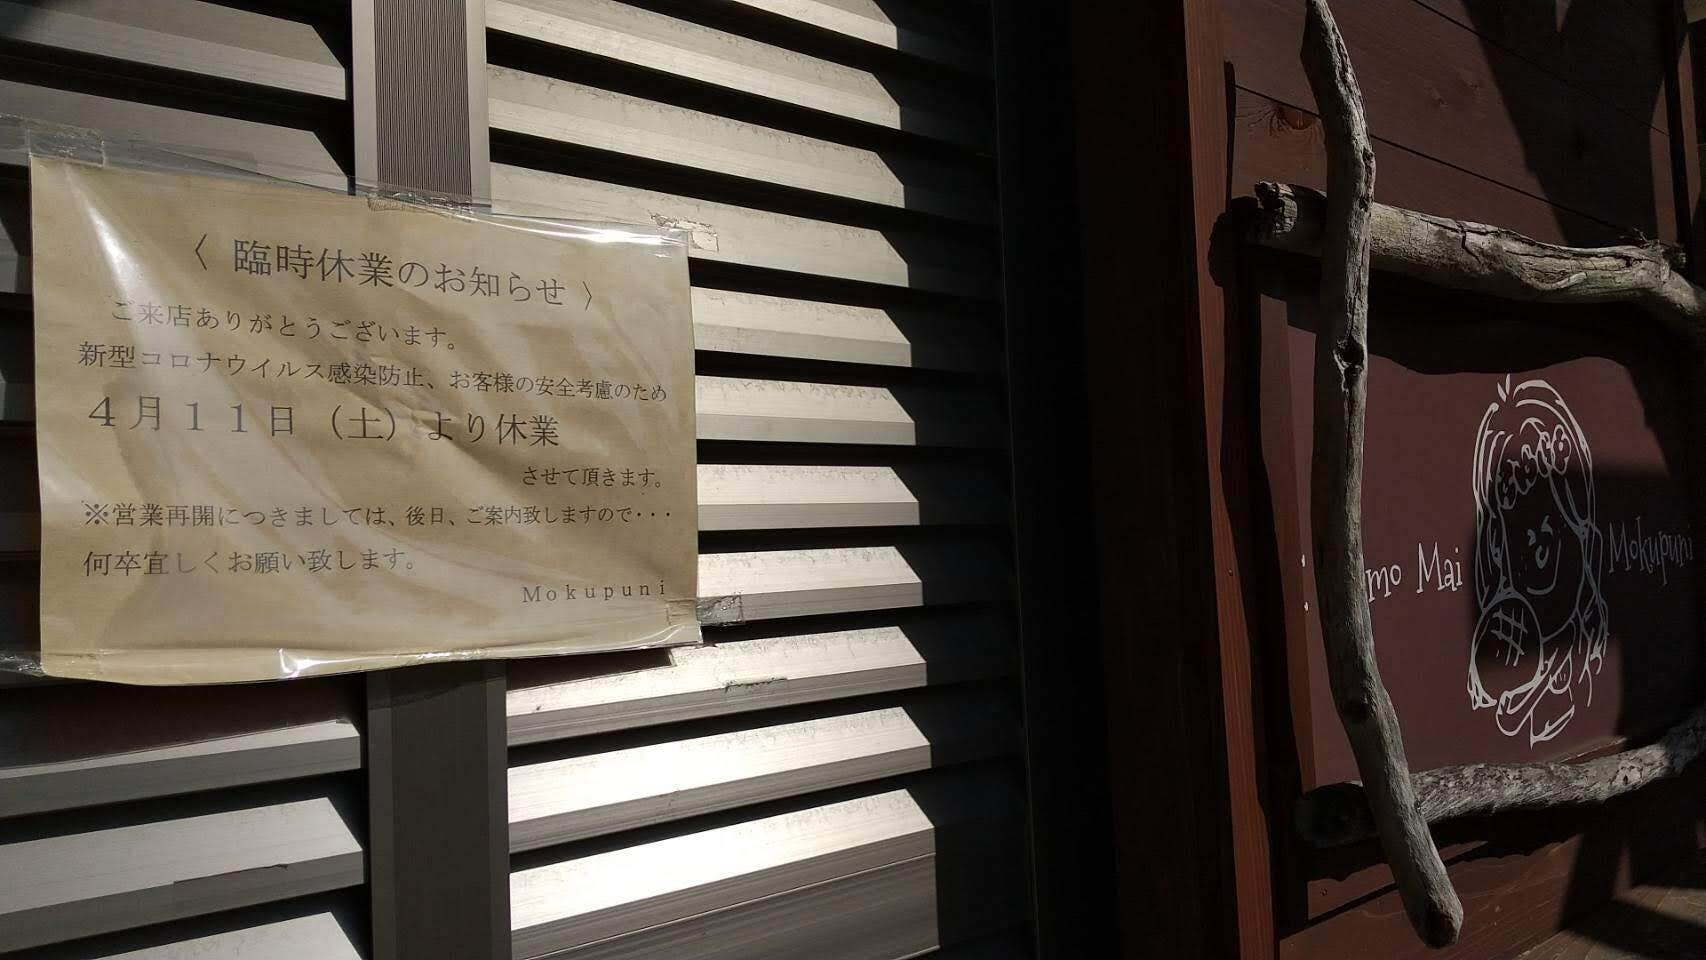 〈 臨時休業のお知らせ 〉
ご来店ありがとうございます。
新型コロナウイルス感染防止、お客様の安全考慮のため
４月１１日（土）より休業
させて頂きます。
※営業再開につきましては、後日、ご案内致しますので・・・
何卒宜しくお願い致します。
Ｍｏｋｕｐｕｎｉ
mo Mai
Mokupuni